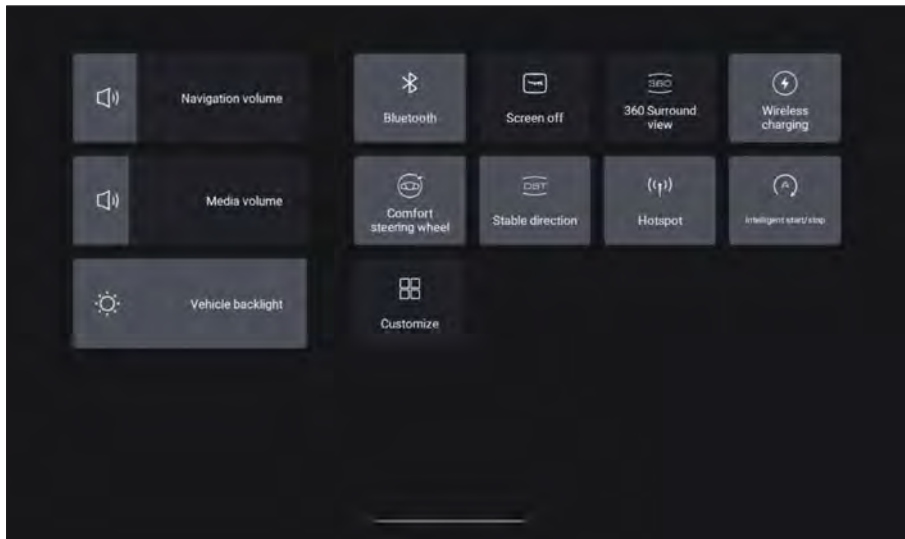 Navigation volume
Media volume
Vehicle backlight
Bluetooth
Screen off
360
360 Surround
view
Wireless
charging
Comfort
steering wheel
DST
Stable direction
Hotspot
A
Intelligent start/stop
Customize